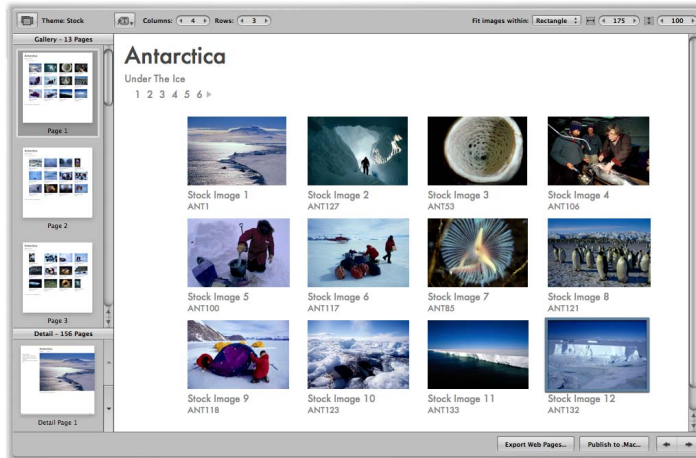 Theme: Stock
Columns: 4 Rows: 3
Fit images within: Rectangle 175 100
Gallery - 13 Pages
Page 1
Page 2
Page 3
Detail - 156 Pages
Detail Page 1
Antarctica
Under The Ice
1 2 3 4 5 6
Stock Image 1
ANT1
Stock Image 2
ANT127
Stock Image 3
ANT53
Stock Image 4
ANT106
Stock Image 5
ANT100
Stock Image 6
ANT117
Stock Image 7
ANT85
Stock Image 8
ANT121
Stock Image 9
ANT118
Stock Image 10
ANT123
Stock Image 11
ANT133
Stock Image 12
ANT132
Export Web Pages... Publish to .Mac...